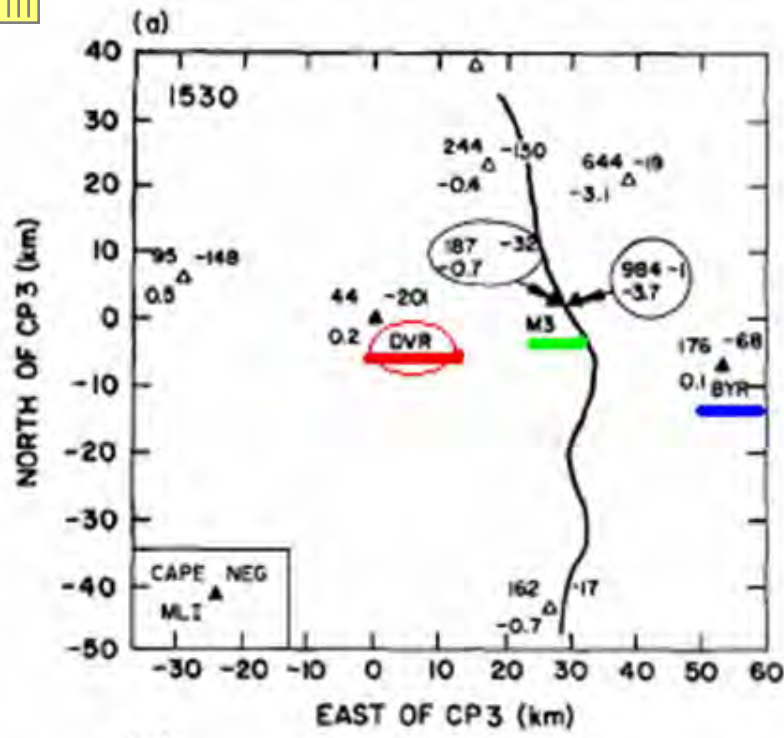 (a)
40
1530
30
244 -130
-0.4
644 -19
-3.1
20
187 -32
-0.7
984 -1
-3.7
10
95 -148
0.5
0
44 -201
0.2
DVR
M3
176 -68
0.1 BYR
-10
-20
-30
CAPE NEG
MLI
-40
162 -17
-0.7
-50
-30 -20 -10 0 10 20 30 40 50 60
EAST OF CP3 (km)
NORTH OF CP3 (km)